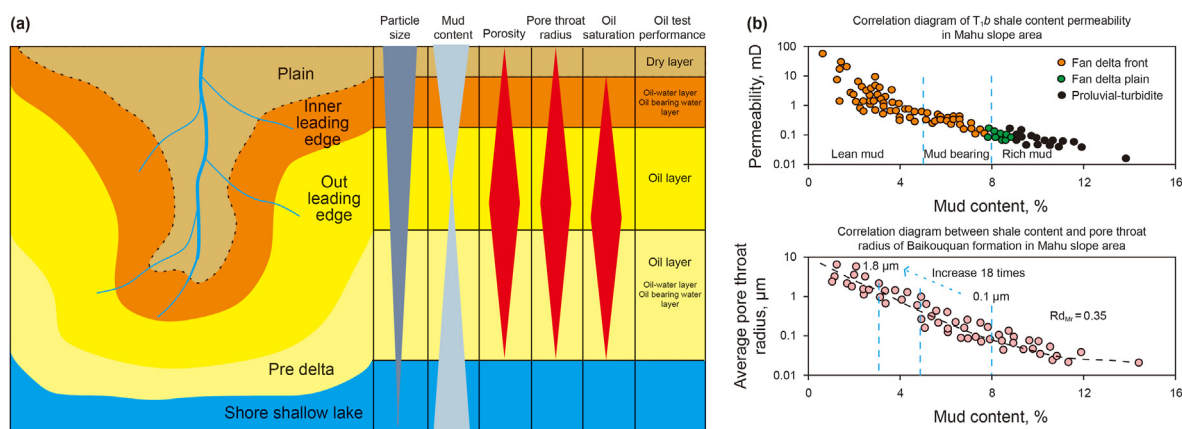 (a)
Particle
size
Mud
content
Porosity
Pore throat
radius
Oil
saturation
Oil test
performance
Plain
Inner
leading
edge
Out
leading
edge
Pre delta
Shore shallow lake
Dry layer
Oil-water layer
Oil bearing water
layer
Oil layer
Oil layer
Oil-water layer
Oil bearing water
layer
(b)
Correlation diagram of T₁b shale content permeability
in Mahu slope area
Permeability, mD
100
10
1
0.10
0.01
Fan delta front
Fan delta plain
Proluvial-turbidite
Lean mud
Mud bearing
Rich mud
0
4
8
12
16
Mud content, %
Correlation diagram between shale content and pore throat
radius of Baikouquan formation in Mahu slope area
Average pore throat
radius, µm
10
1
0.1
0.01
1.8 µm
Increase 18 times
0.1 µm
Rd_Mr = 0.35
0
4
8
12
16
Mud content, %